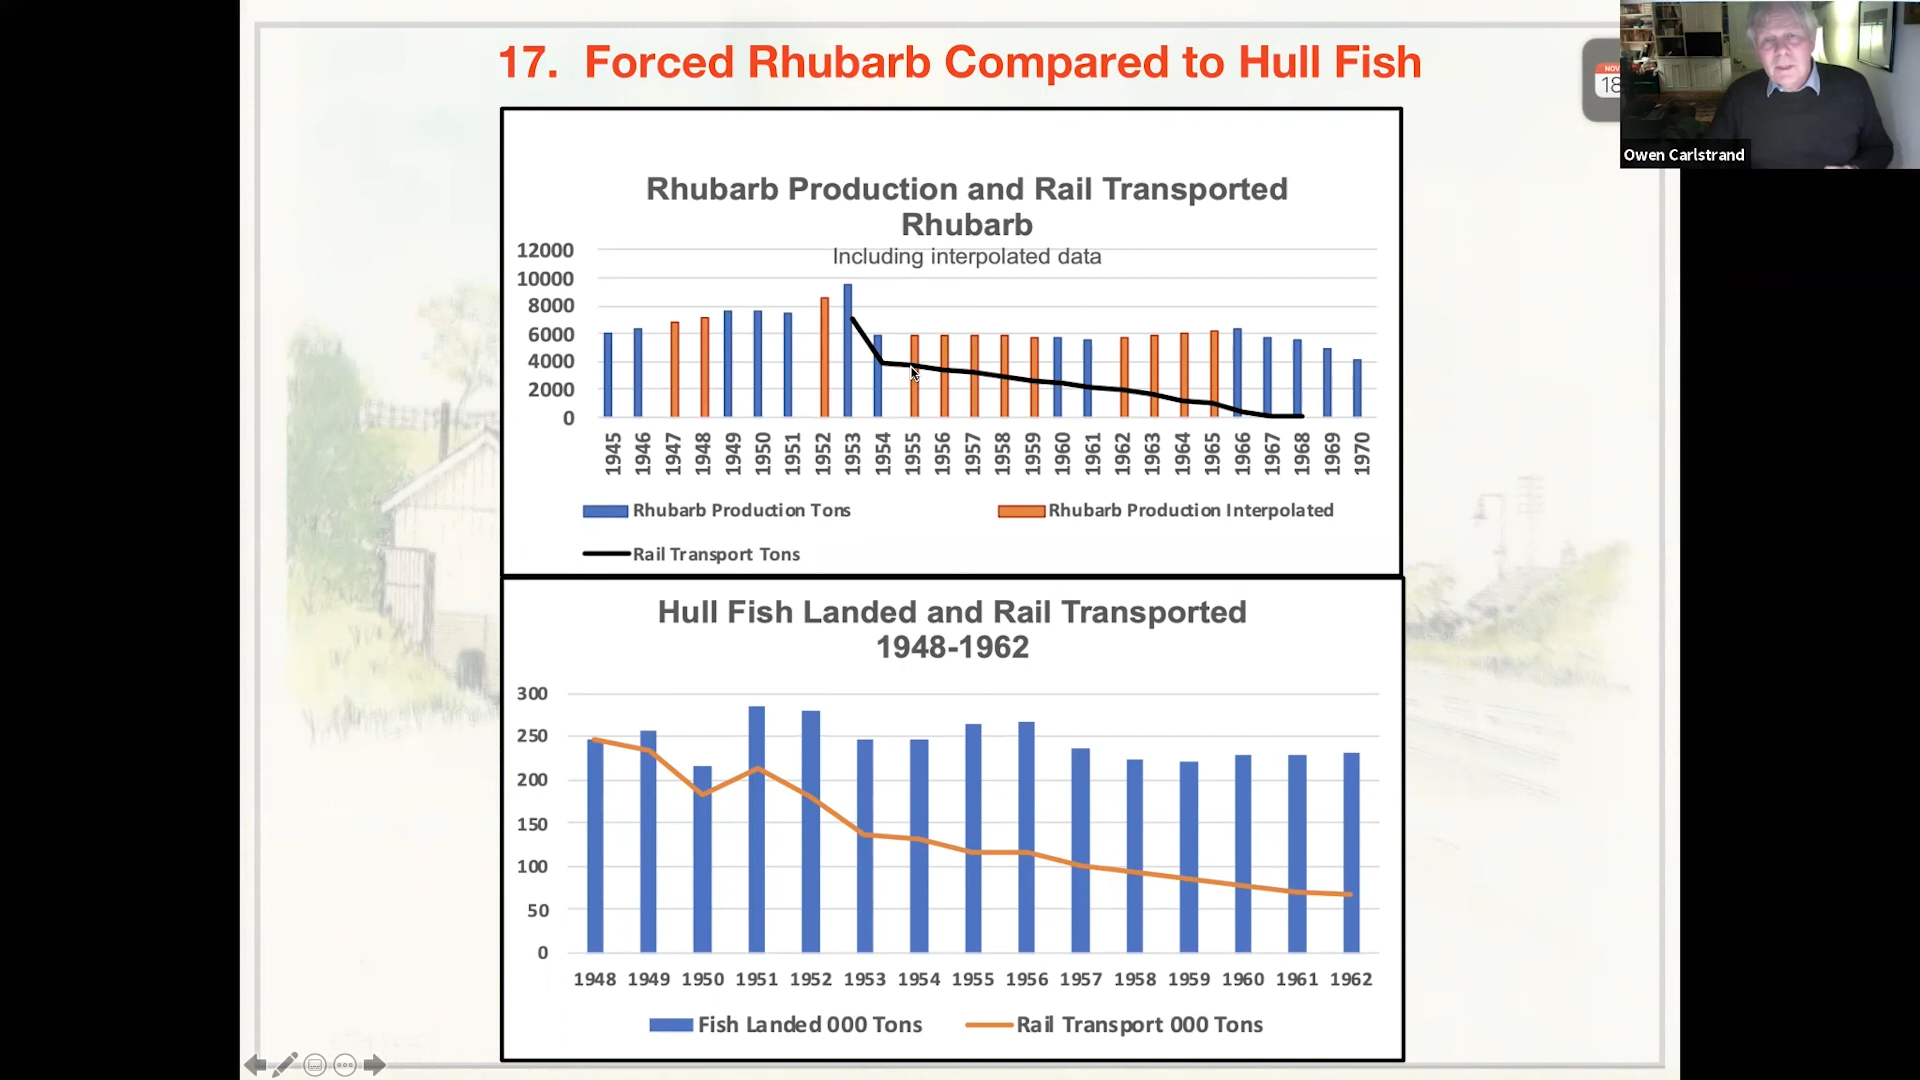 17. Forced Rhubarb Compared to Hull Fish
NOV
18
Owen Carlstrand
Rhubarb Production and Rail Transported
Rhubarb
Including interpolated data
12000
10000
8000
6000
4000
2000
0
1945 1946 1947 1948 1949 1950 1951 1952 1953 1954 1955 1956 1957 1958 1959 1960 1961 1962 1963 1964 1965 1966 1967 1968 1969 1970
Rhubarb Production Tons Rhubarb Production Interpolated
Rail Transport Tons
Hull Fish Landed and Rail Transported
1948-1962
300
250
200
150
100
50
0
1948 1949 1950 1951 1952 1953 1954 1955 1956 1957 1958 1959 1960 1961 1962
Fish Landed 000 Tons Rail Transport 000 Tons